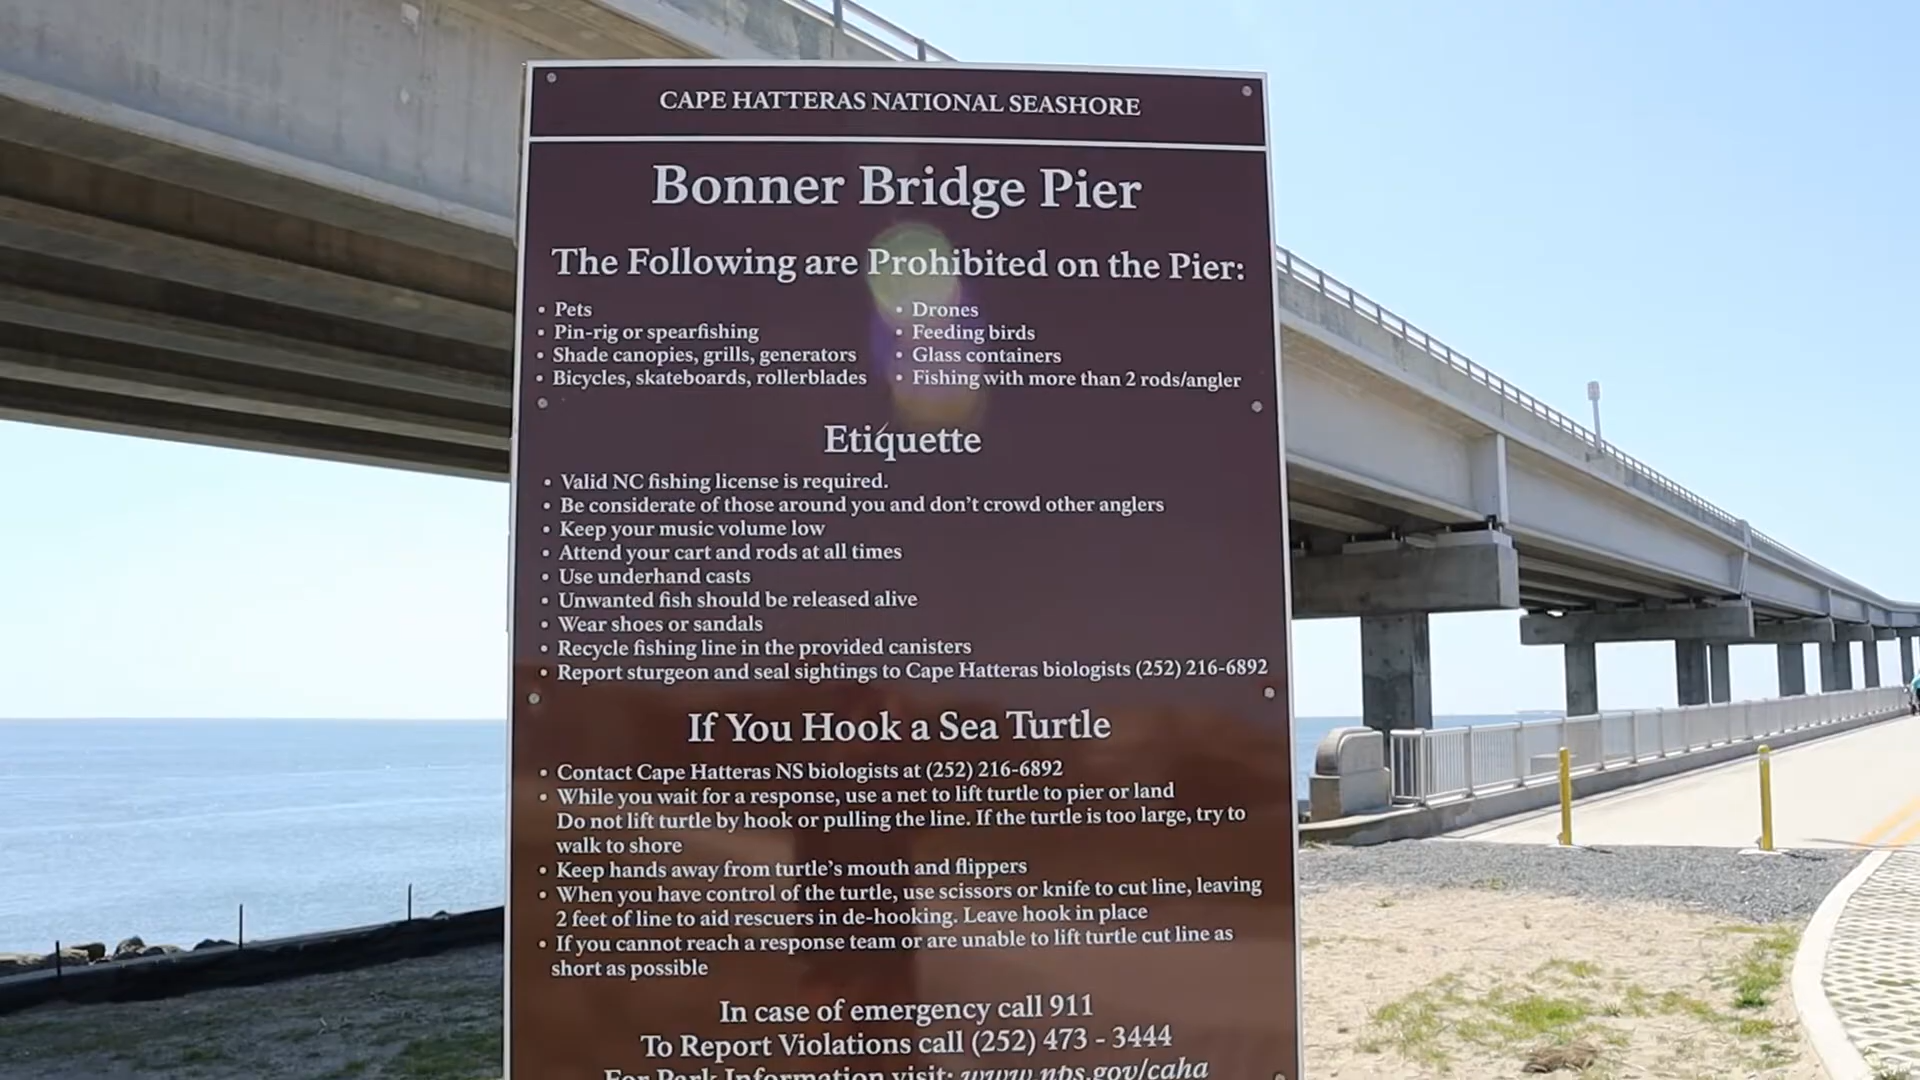 CAPE HATTERAS NATIONAL SEASHORE
Bonner Bridge Pier
The Following are Prohibited on the Pier:
• Pets
• Pin-rig or spearfishing
• Shade canopies, grills, generators
• Bicycles, skateboards, rollerblades
• Drones
• Feeding birds
• Glass containers
• Fishing with more than 2 rods/angler
Etiquette
• Valid NC fishing license is required.
• Be considerate of those around you and don't crowd other anglers
• Keep your music volume low
• Attend your cart and rods at all times
• Use underhand casts
• Unwanted fish should be released alive
• Wear shoes or sandals
• Recycle fishing line in the provided canisters
• Report sturgeon and seal sightings to Cape Hatteras biologists (252) 216-6892
If You Hook a Sea Turtle
• Contact Cape Hatteras NS biologists at (252) 216-6892
• While you wait for a response, use a net to lift turtle to pier or land
Do not lift turtle by hook or pulling the line. If the turtle is too large, try to
walk to shore
• Keep hands away from turtle's mouth and flippers
• When you have control of the turtle, use scissors or knife to cut line, leaving
2 feet of line to aid rescuers in de-hooking. Leave hook in place
• If you cannot reach a response team or are unable to lift turtle cut line as
short as possible
In case of emergency call 911
To Report Violations call (252) 473 - 3444
For Park Information visit: www.nps.gov/caha